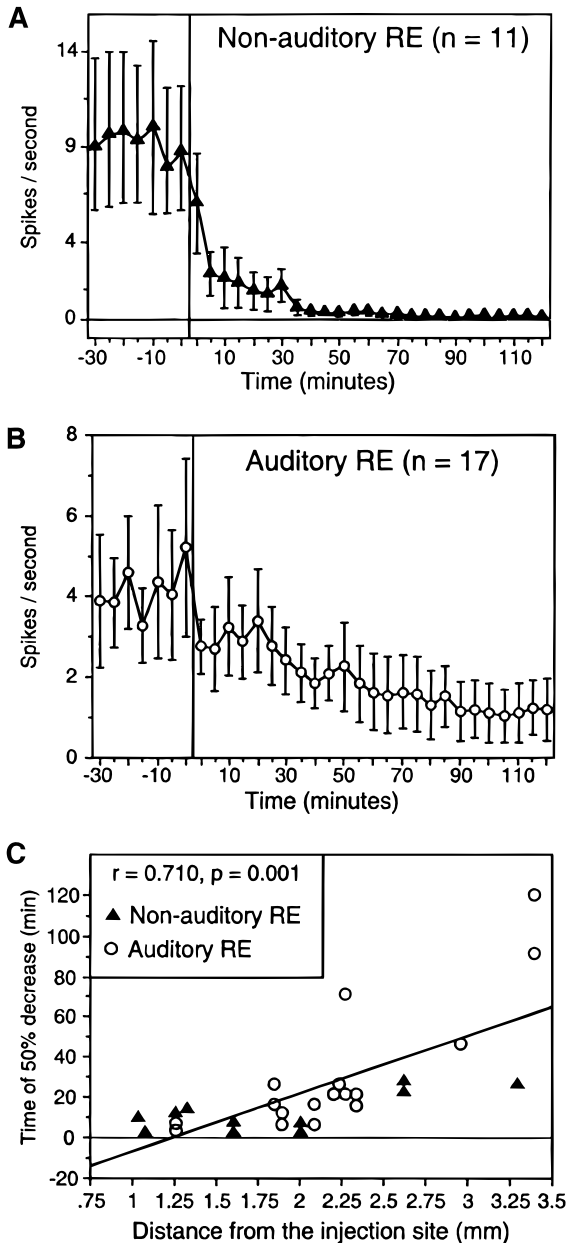 A
Non-auditory RE (n = 11)
Spikes / second
14
9
4
0
-30 -10 10 30 50 70 90 110
Time (minutes)
B
Auditory RE (n = 17)
Spikes / second
8
6
4
2
0
-30 -10 10 30 50 70 90 110
Time (minutes)
C
r = 0.710, p = 0.001
Non-auditory RE
Auditory RE
Time of 50% decrease (min)
120
100
80
60
40
20
0
-20
.75 1 1.25 1.5 1.75 2 2.25 2.5 2.75 3 3.25 3.5
Distance from the injection site (mm)